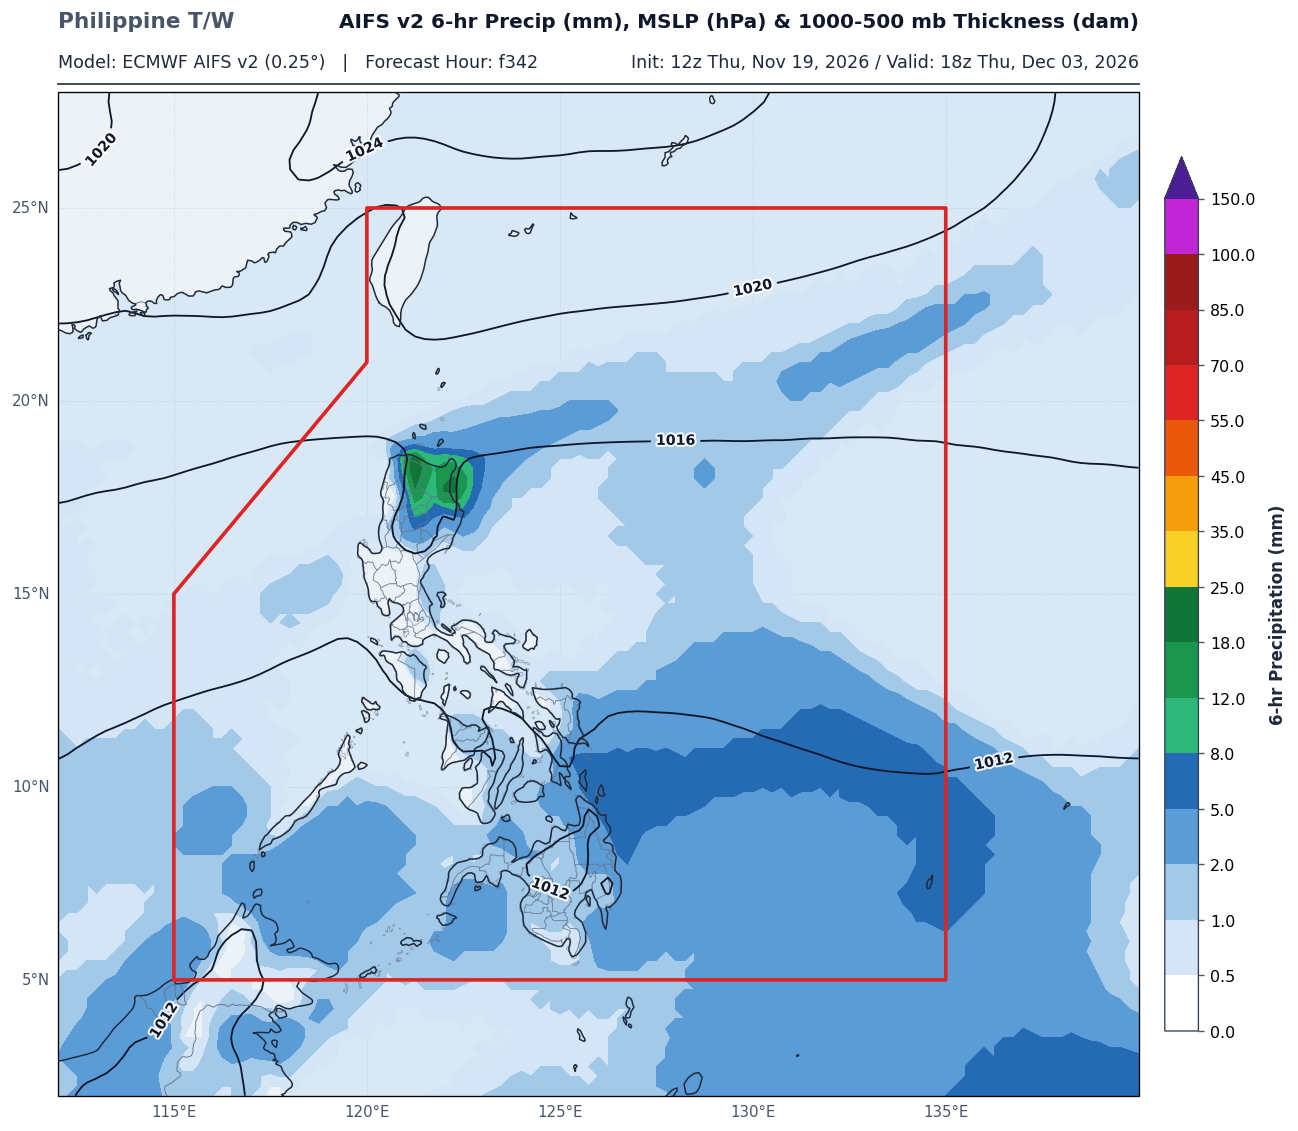 Philippine T/W
AIFS v2 6-hr Precip (mm), MSLP (hPa) & 1000-500 mb Thickness (dam)
Model: ECMWF AIFS v2 (0.25°) | Forecast Hour: f342
Init: 12z Thu, Nov 19, 2026 / Valid: 18z Thu, Dec 03, 2026
1020
1024
1020
1016
1012
1012
1012
25°N
20°N
15°N
10°N
5°N
115°E
120°E
125°E
130°E
135°E
150.0
100.0
85.0
70.0
55.0
45.0
35.0
25.0
18.0
12.0
8.0
5.0
2.0
1.0
0.5
0.0
6-hr Precipitation (mm)